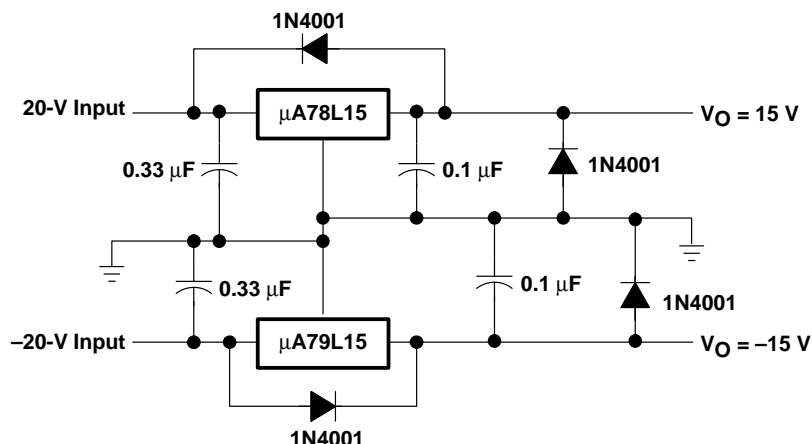 1N4001
20-V Input
μA78L15
VO = 15 V
0.33 μF
0.1 μF
1N4001
0.33 μF
0.1 μF
1N4001
–20-V Input
μA79L15
VO = –15 V
1N4001